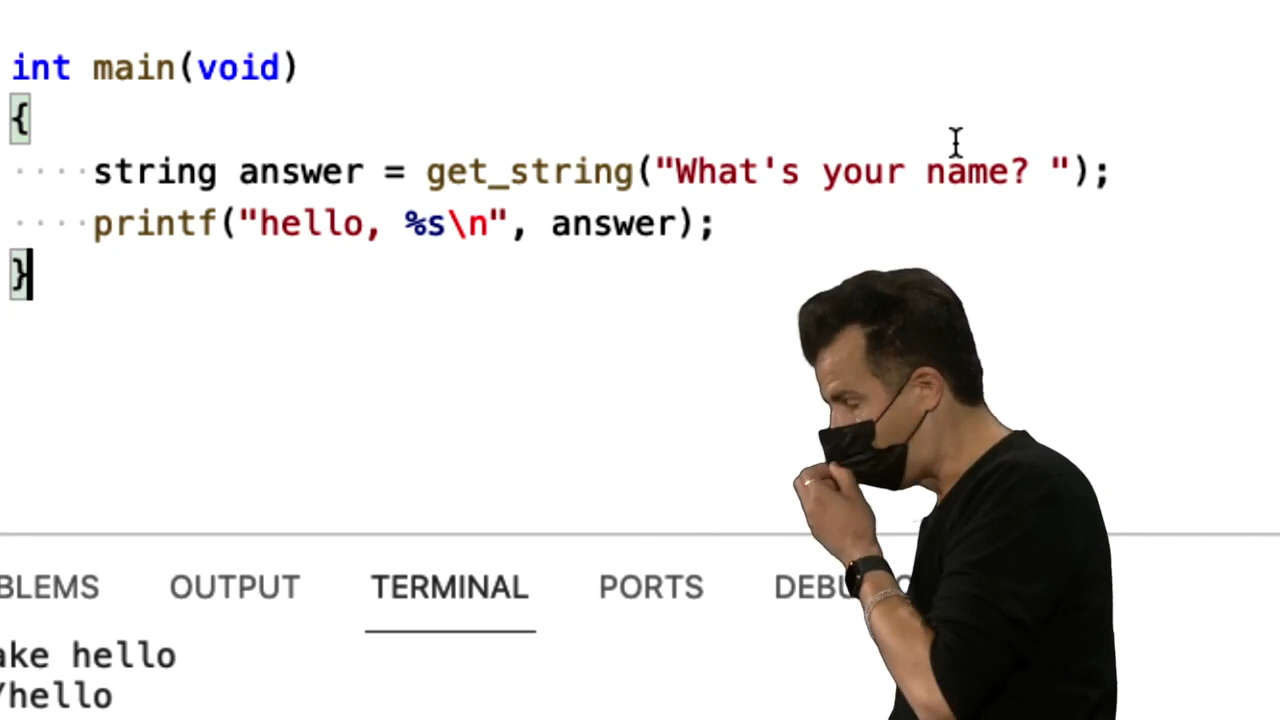 int main(void)
{
    string answer = get_string("What's your name? ");
    printf("hello, %s\n", answer);
}
BLEMS OUTPUT TERMINAL PORTS DEBU
ake hello
/hello